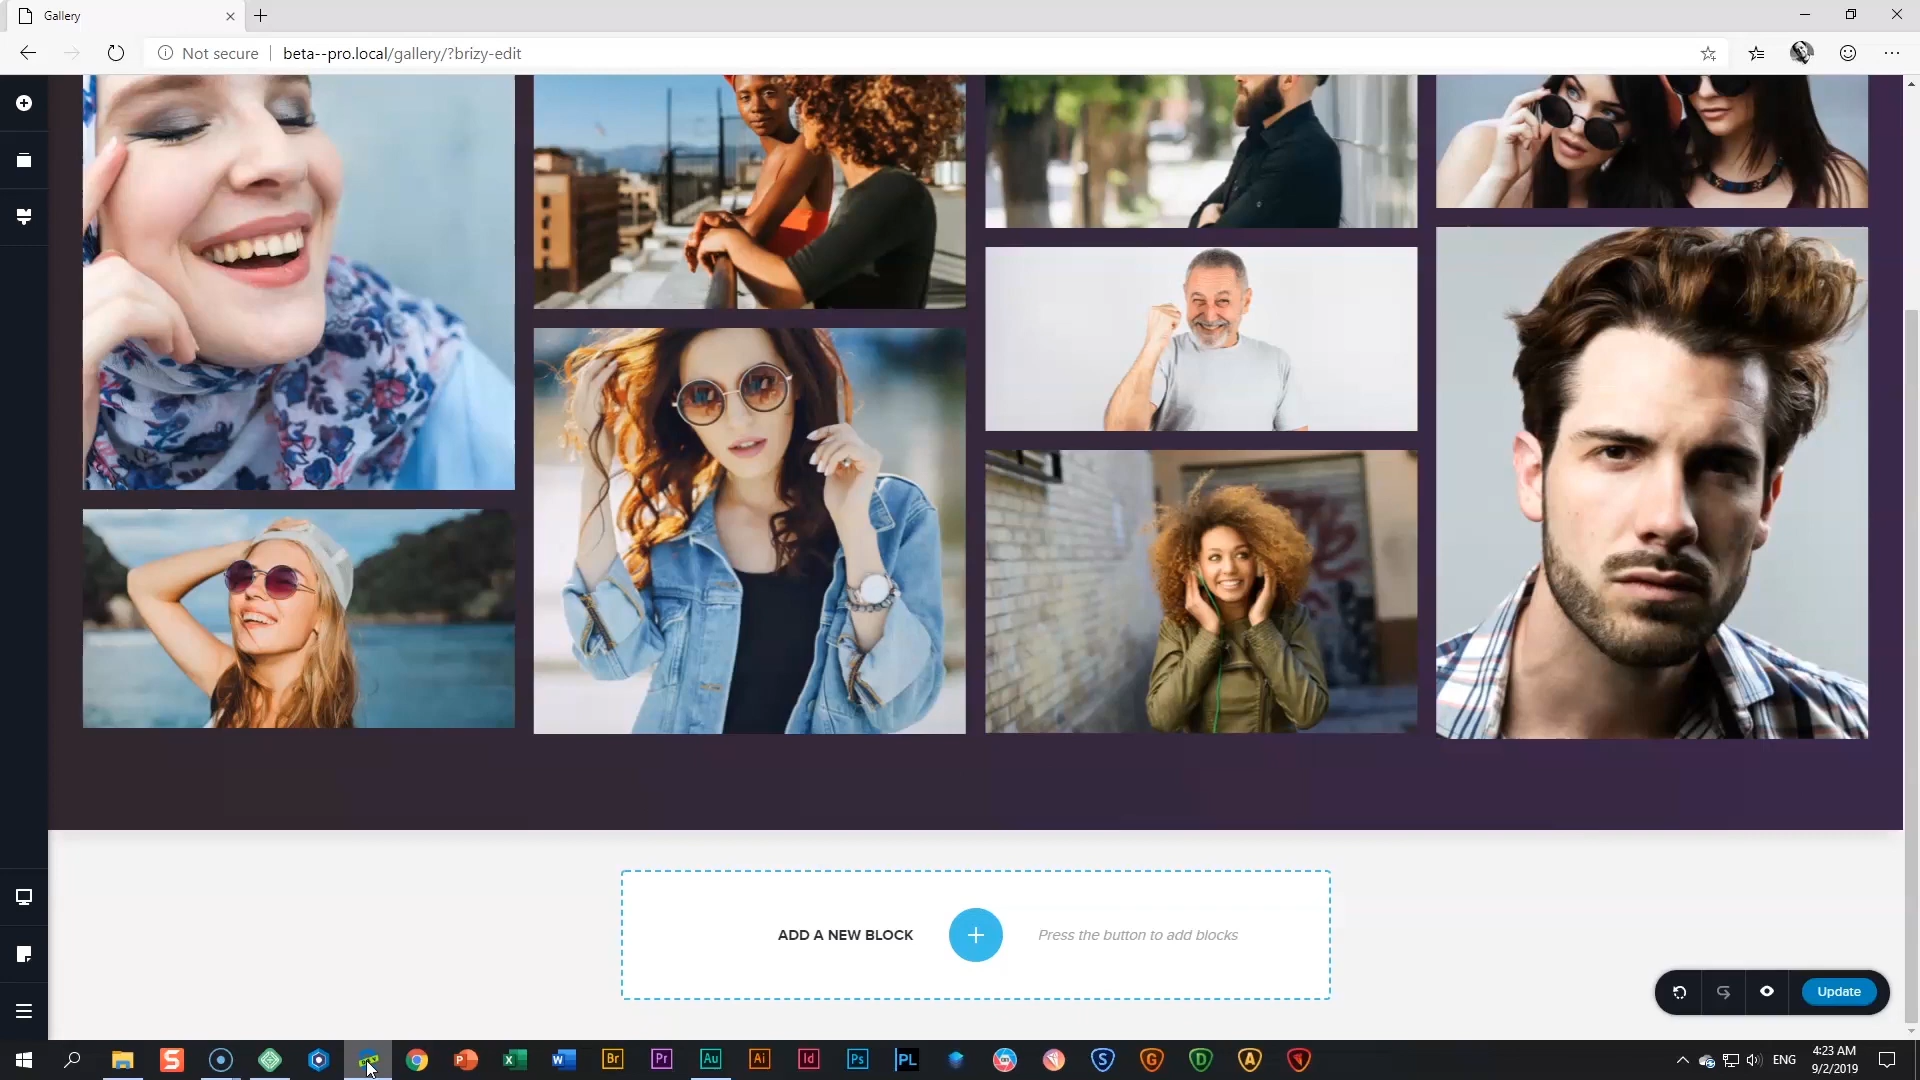 Gallery
Not secure
beta--pro.local/gallery/?brizy-edit
ADD A NEW BLOCK
Press the button to add blocks
Update
S
P
X
W
Br
Pr
Au
Ai
Id
Ps
PL
S
G
D
A
ENG
4:23 AM
9/2/2019